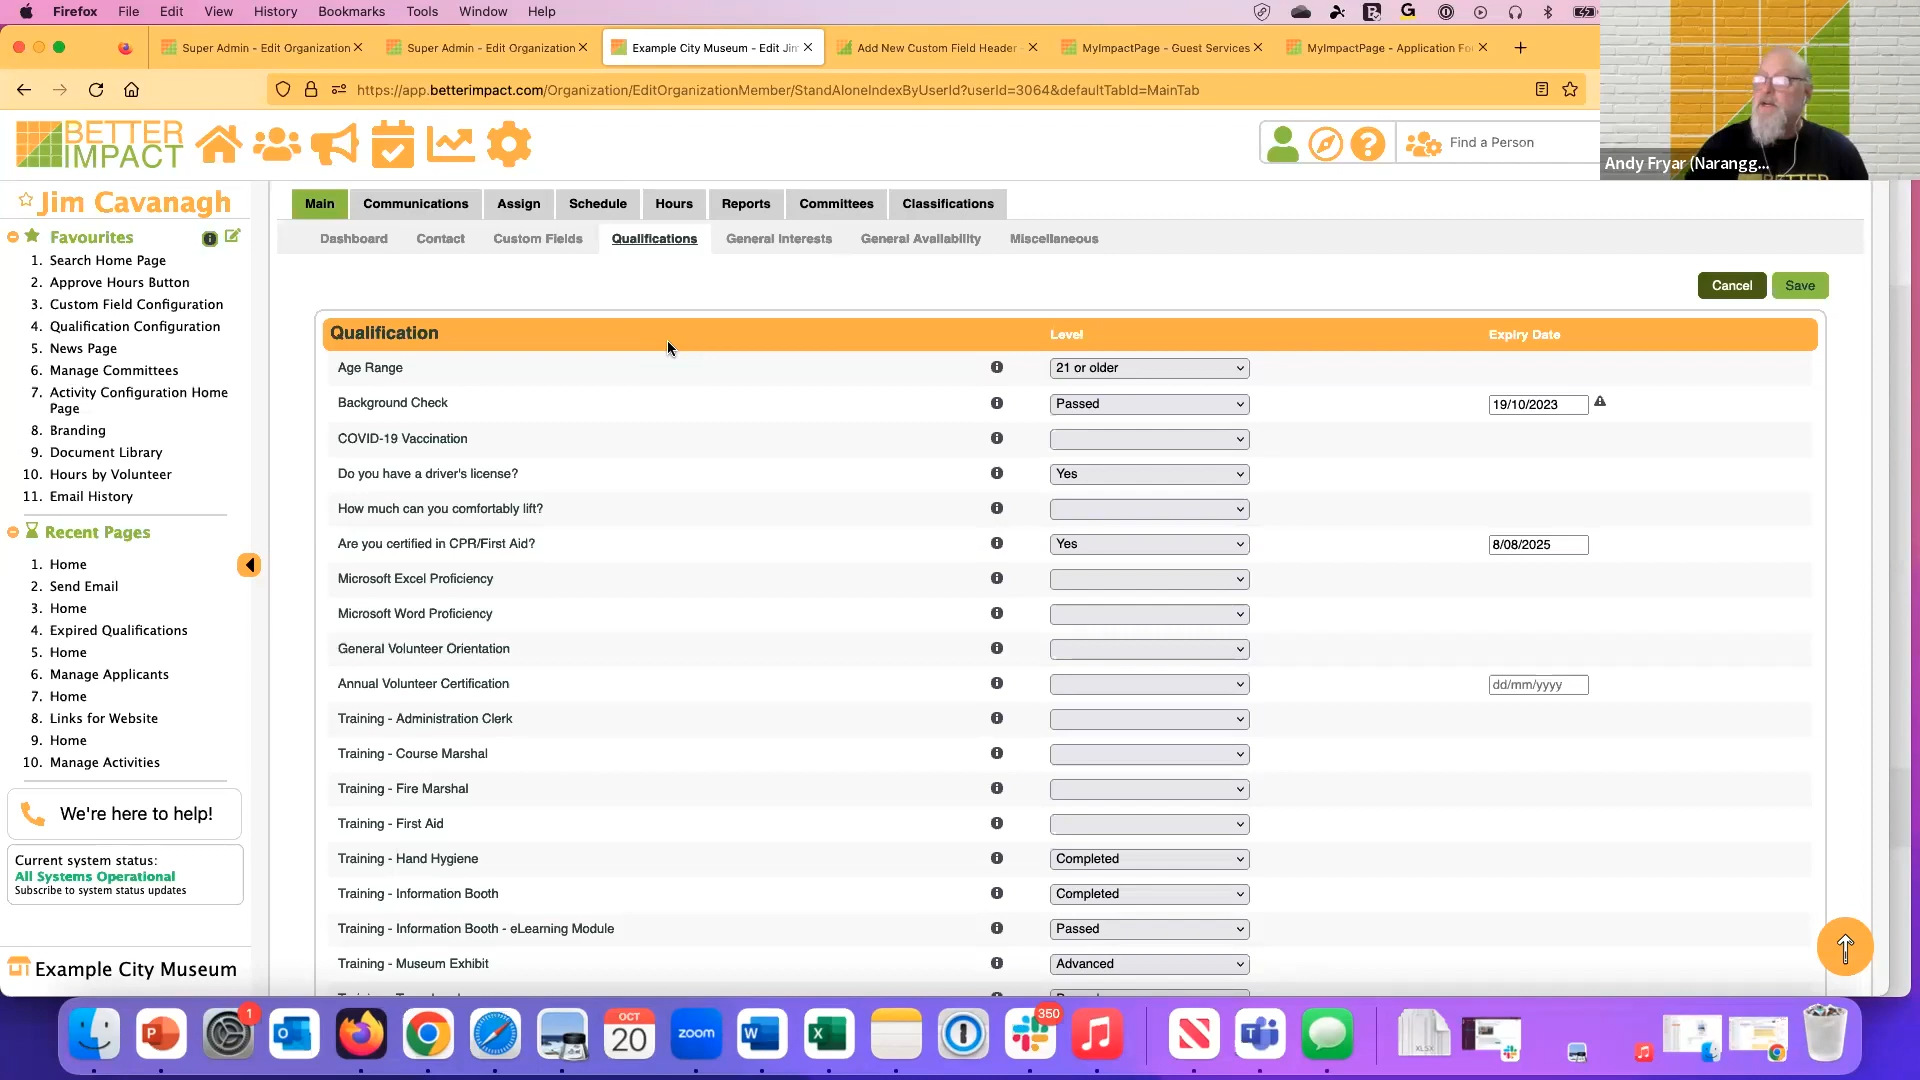 Firefox File Edit View History Bookmarks Tools Window Help
Super Admin - Edit Organization
Super Admin - Edit Organization
Example City Museum - Edit Jin
Add New Custom Field Header
MyImpactPage - Guest Services
MyImpactPage - Application Fo
https://app.betterimpact.com/Organization/EditOrganizationMember/StandAloneIndexByUserId?userId=3064&defaultTabId=MainTab
BETTER IMPACT
Find a Person
Andy Fryar (Narangg...
BETTER
Jim Cavanagh
Favourites
1. Search Home Page
2. Approve Hours Button
3. Custom Field Configuration
4. Qualification Configuration
5. News Page
6. Manage Committees
7. Activity Configuration Home Page
8. Branding
9. Document Library
10. Hours by Volunteer
11. Email History
Recent Pages
1. Home
2. Send Email
3. Home
4. Expired Qualifications
5. Home
6. Manage Applicants
7. Home
8. Links for Website
9. Home
10. Manage Activities
We're here to help!
Current system status:
All Systems Operational
Subscribe to system status updates
Example City Museum
Main Communications Assign Schedule Hours Reports Committees Classifications
Dashboard Contact Custom Fields Qualifications General Interests General Availability Miscellaneous
Cancel Save
Qualification Level Expiry Date
Age Range 21 or older
Background Check Passed 19/10/2023
COVID-19 Vaccination
Do you have a driver's license? Yes
How much can you comfortably lift?
Are you certified in CPR/First Aid? Yes 8/08/2025
Microsoft Excel Proficiency
Microsoft Word Proficiency
General Volunteer Orientation
Annual Volunteer Certification dd/mm/yyyy
Training - Administration Clerk
Training - Course Marshal
Training - Fire Marshal
Training - First Aid
Training - Hand Hygiene Completed
Training - Information Booth Completed
Training - Information Booth - eLearning Module Passed
Training - Museum Exhibit Advanced
1
OCT
20
zoom
350
XLSX